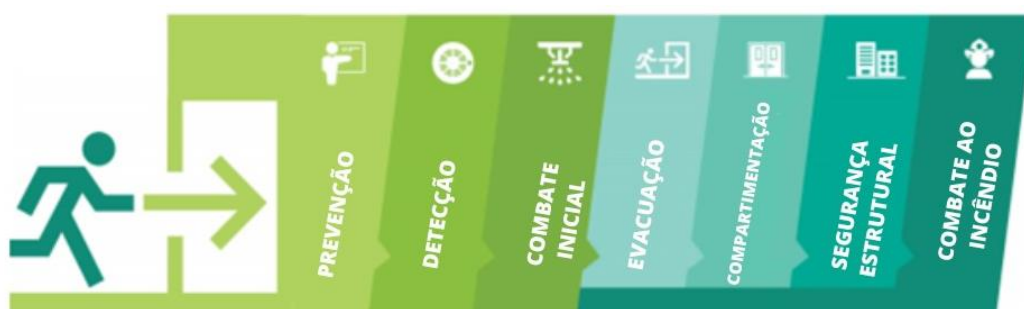 PREVENÇÃO
DETECÇÃO
COMBATE
INICIAL
EVACUAÇÃO
COMPARTIMENTAÇÃO
SEGURANÇA
ESTRUTURAL
COMBATE AO
INCÊNDIO